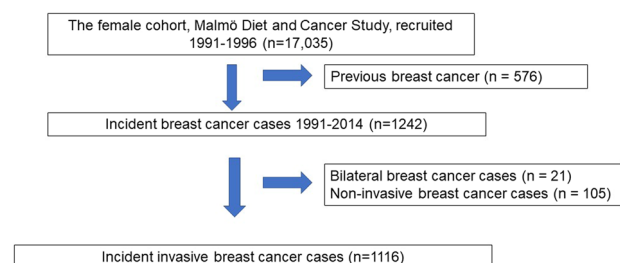 The female cohort, Malmö Diet and Cancer Study, recruited
1991-1996 (n=17,035)
Previous breast cancer (n = 576)
Incident breast cancer cases 1991-2014 (n=1242)
Bilateral breast cancer cases (n = 21)
Non-invasive breast cancer cases (n = 105)
Incident invasive breast cancer cases (n=1116)